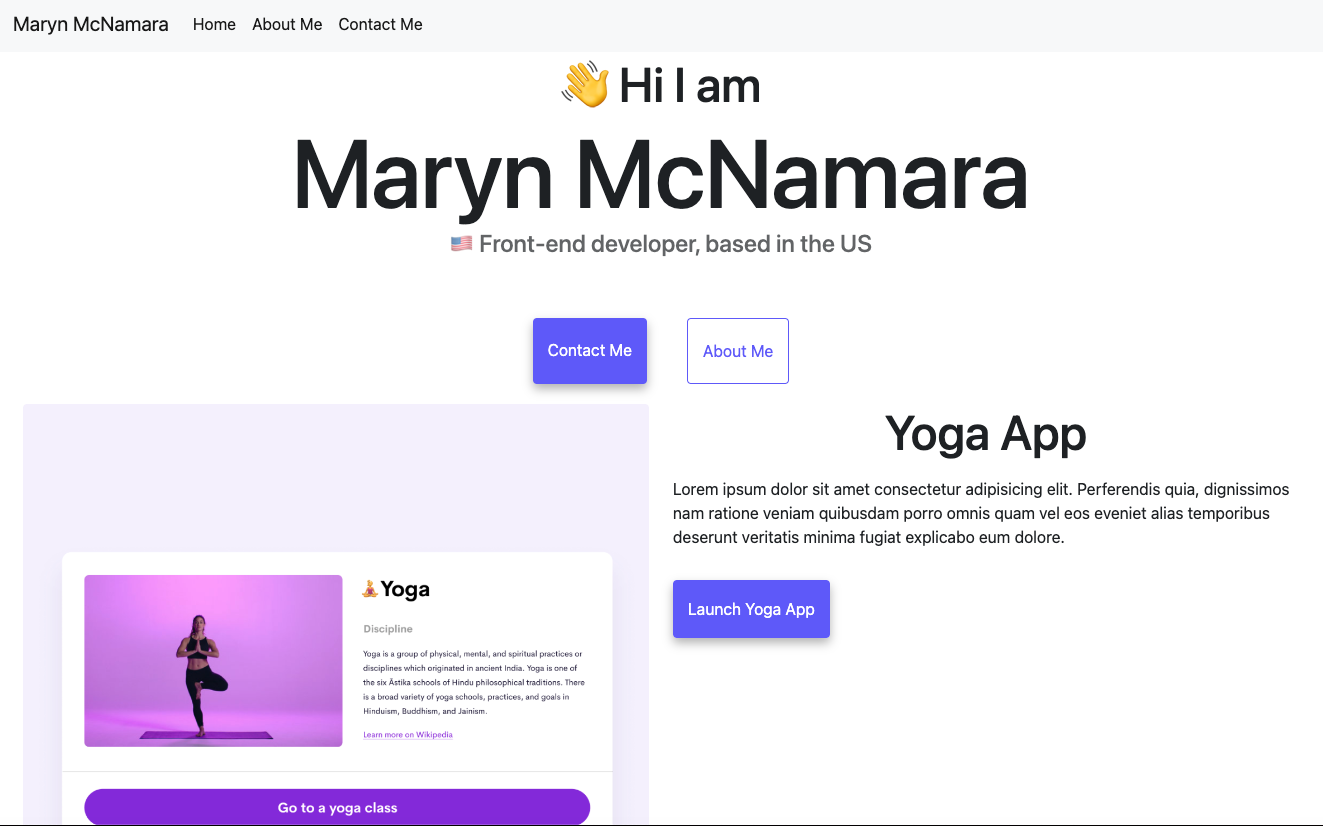 Maryn McNamara Home About Me Contact Me
👋 Hi I am
Maryn McNamara
🇺🇸 Front-end developer, based in the US
Contact Me
About Me
Yoga App
Lorem ipsum dolor sit amet consectetur adipisicing elit. Perferendis quia, dignissimos
nam ratione veniam quibusdam porro omnis quam vel eos eveniet alias temporibus
deserunt veritatis minima fugiat explicabo eum dolore.
Launch Yoga App
🧘Yoga
Discipline
Yoga is a group of physical, mental, and spiritual practices or
disciplines which originated in ancient India. Yoga is one of
the six Āstika schools of Hindu philosophical traditions. There
is a broad variety of yoga schools, practices, and goals in
Hinduism, Buddhism, and Jainism.
Learn more on Wikipedia
Go to a yoga class